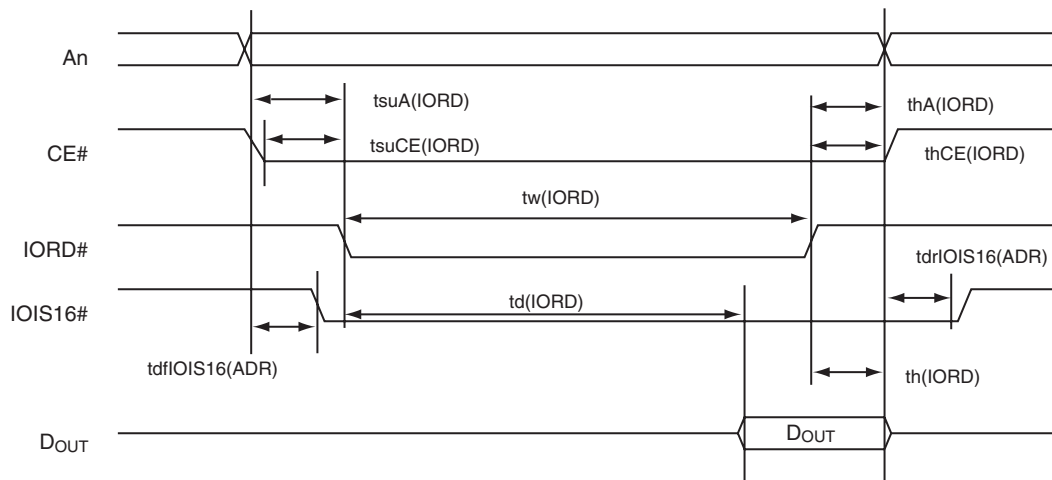 An
tsuA(IORD)
thA(IORD)
CE#
tsuCE(IORD)
thCE(IORD)
tw(IORD)
IORD#
tdrIOIS16(ADR)
IOIS16#
td(IORD)
tdfIOIS16(ADR)
th(IORD)
DOUT
DOUT